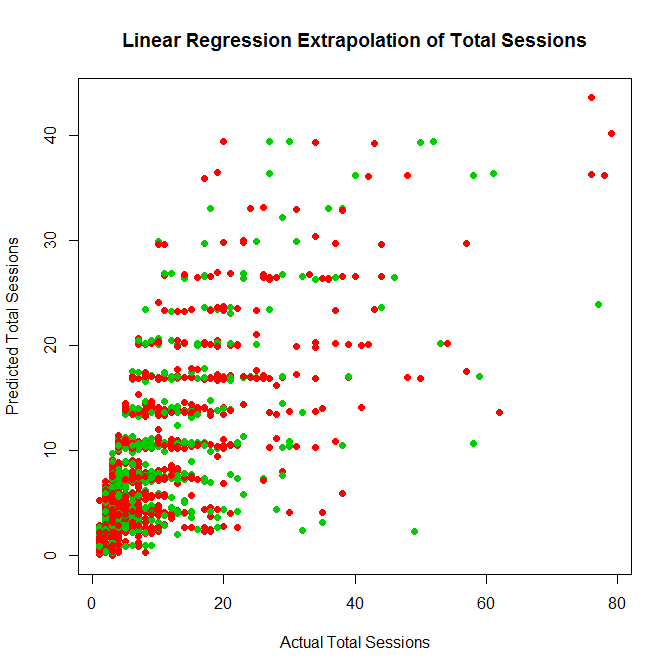 Linear Regression Extrapolation of Total Sessions
Predicted Total Sessions
40
30
20
10
0
0 20 40 60 80
Actual Total Sessions